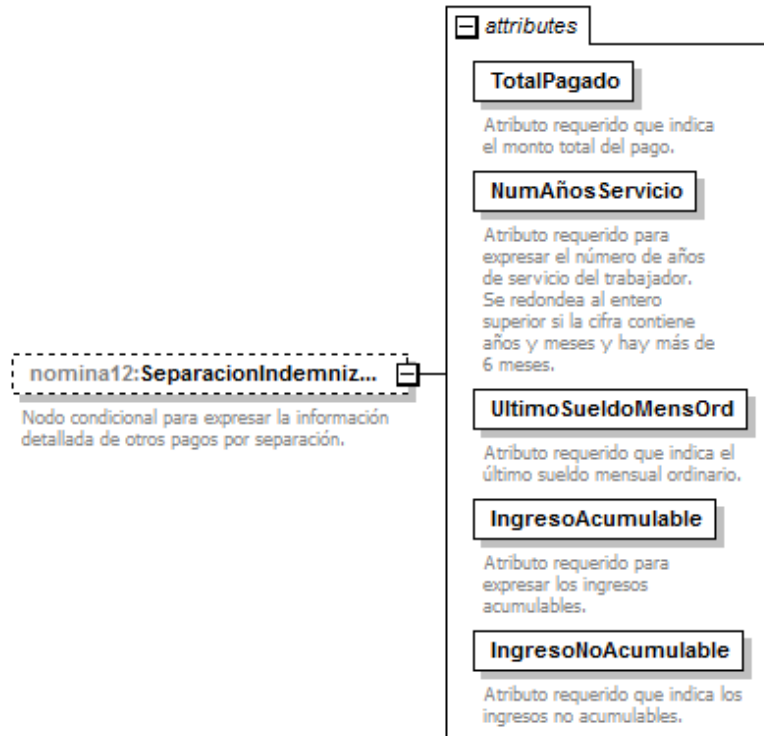 attributes
TotalPagado
Atributo requerido que indica
el monto total del pago.
NumAñosServicio
Atributo requerido para
expresar el número de años
de servicio del trabajador.
Se redondea al entero
superior si la cifra contiene
años y meses y hay más de
6 meses.
nomina12:SeparacionIndemniz...
Nodo condicional para expresar la información
detallada de otros pagos por separación.
UltimoSueldoMensOrd
Atributo requerido que indica el
último sueldo mensual ordinario.
IngresoAcumulable
Atributo requerido para
expresar los ingresos
acumulables.
IngresoNoAcumulable
Atributo requerido que indica los
ingresos no acumulables.